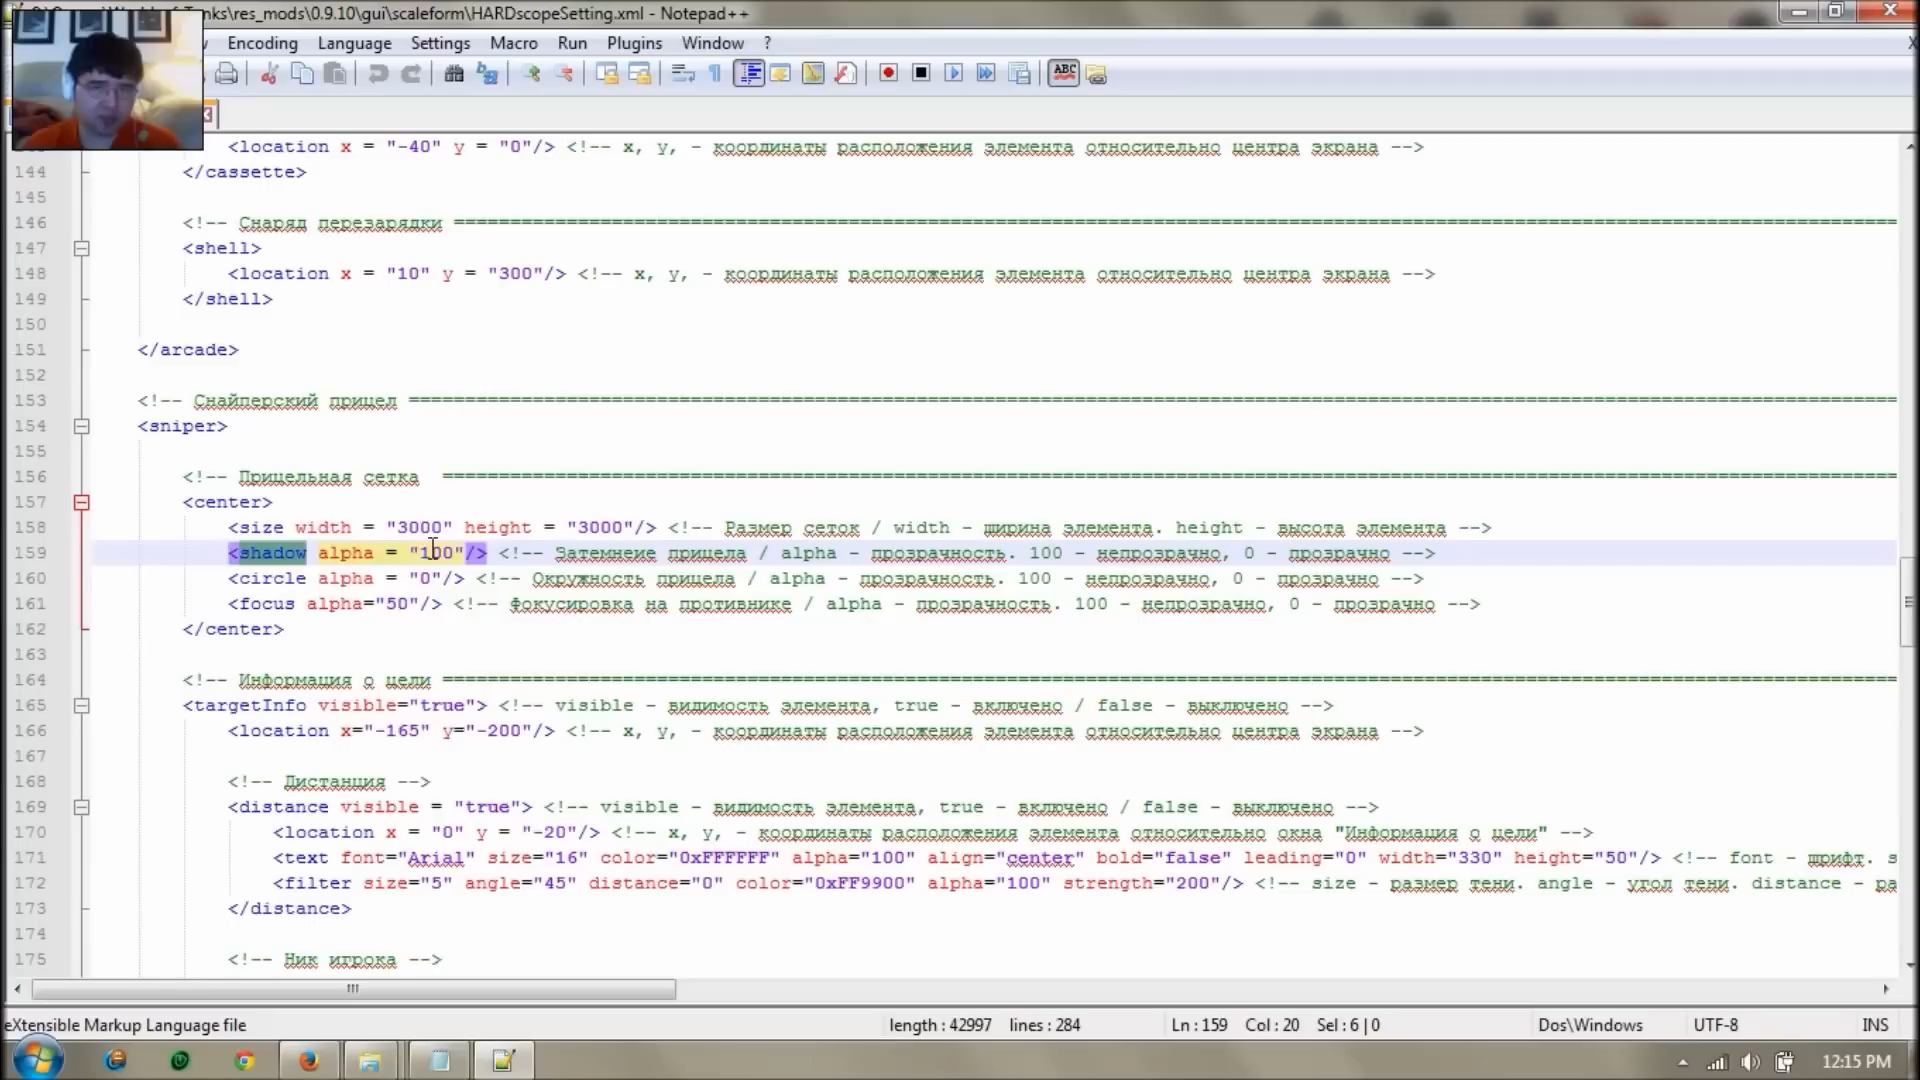 nks\res_mods\0.9.10\gui\scaleform\HARDscopeSetting.xml - Notepad++
Encoding Language Settings Macro Run Plugins Window ?
<location x = "-40" y = "0"/> <!-- x, y, - координаты расположения элемента относительно центра экрана -->
144 </cassette>
145
146 <!-- Снаряд перезарядки ================================================
147 <shell>
148 <location x = "10" y = "300"/> <!-- x, y, - координаты расположения элемента относительно центра экрана -->
149 </shell>
150
151 </arcade>
152
153 <!-- Снайперский прицел ================================================
154 <sniper>
155
156 <!-- Прицельная сетка ================================================
157 <center>
158 <size width = "3000" height = "3000"/> <!-- Размер сеток / width - ширина элемента. height - высота элемента -->
159 <shadow alpha = "100"/> <!-- Затемнеие прицела / alpha - прозрачность. 100 - непрозрачно, 0 - прозрачно -->
160 <circle alpha = "0"/> <!-- Окружность прицела / alpha - прозрачность. 100 - непрозрачно, 0 - прозрачно -->
161 <focus alpha="50"/> <!-- фокусировка на противнике / alpha - прозрачность. 100 - непрозрачно, 0 - прозрачно -->
162 </center>
163
164 <!-- Информация о цели ================================================
165 <targetInfo visible="true"> <!-- visible - видимость элемента, true - включено / false - выключено -->
166 <location x="-165" y="-200"/> <!-- x, y, - координаты расположения элемента относительно центра экрана -->
167
168 <!-- Дистанция -->
169 <distance visible = "true"> <!-- visible - видимость элемента, true - включено / false - выключено -->
170 <location x = "0" y = "-20"/> <!-- x, y, - координаты расположения элемента относительно окна "Информация о цели" -->
171 <text font="Arial" size="16" color="0xFFFFFF" alpha="100" align="center" bold="false" leading="0" width="330" height="50"/> <!-- font - шрифт. s
172 <filter size="5" angle="45" distance="0" color="0xFF9900" alpha="100" strength="200"/> <!-- size - размер тени. angle - угол тени. distance - ра
173 </distance>
174
175 <!-- Ник игрока -->
eXtensible Markup Language file length : 42997 lines : 284 Ln : 159 Col : 20 Sel : 6 | 0 Dos\Windows UTF-8 INS
12:15 PM